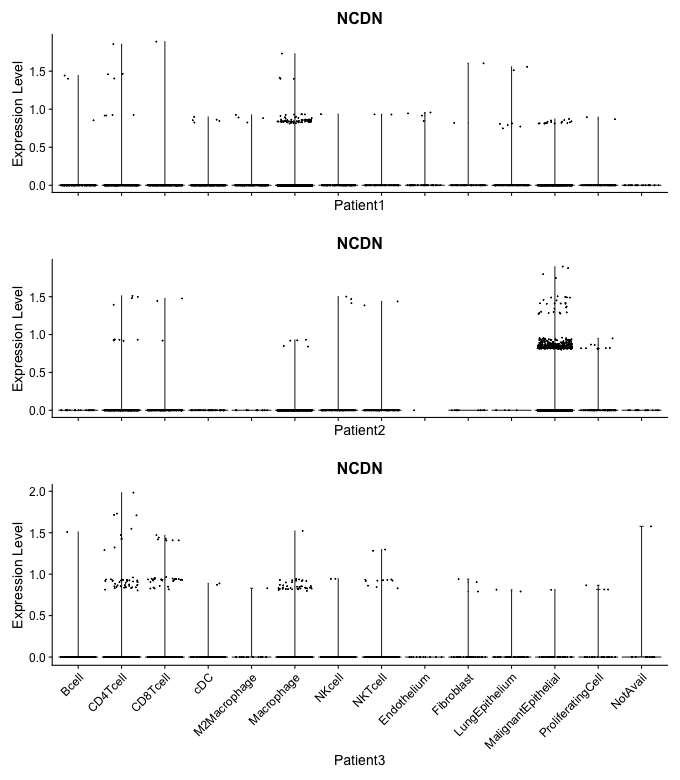 NCDN
Expression Level
1.5
1.0
0.5
0.0
Patient1
NCDN
Expression Level
1.5
1.0
0.5
0.0
Patient2
NCDN
Expression Level
2.0
1.5
1.0
0.5
0.0
Bcell
CD4Tcell
CD8Tcell
cDC
M2Macrophage
Macrophage
NKcell
NKTcell
Endothelium
Fibroblast
LungEpithelium
MalignantEpithelial
ProliferatingCell
NotAvail
Patient3